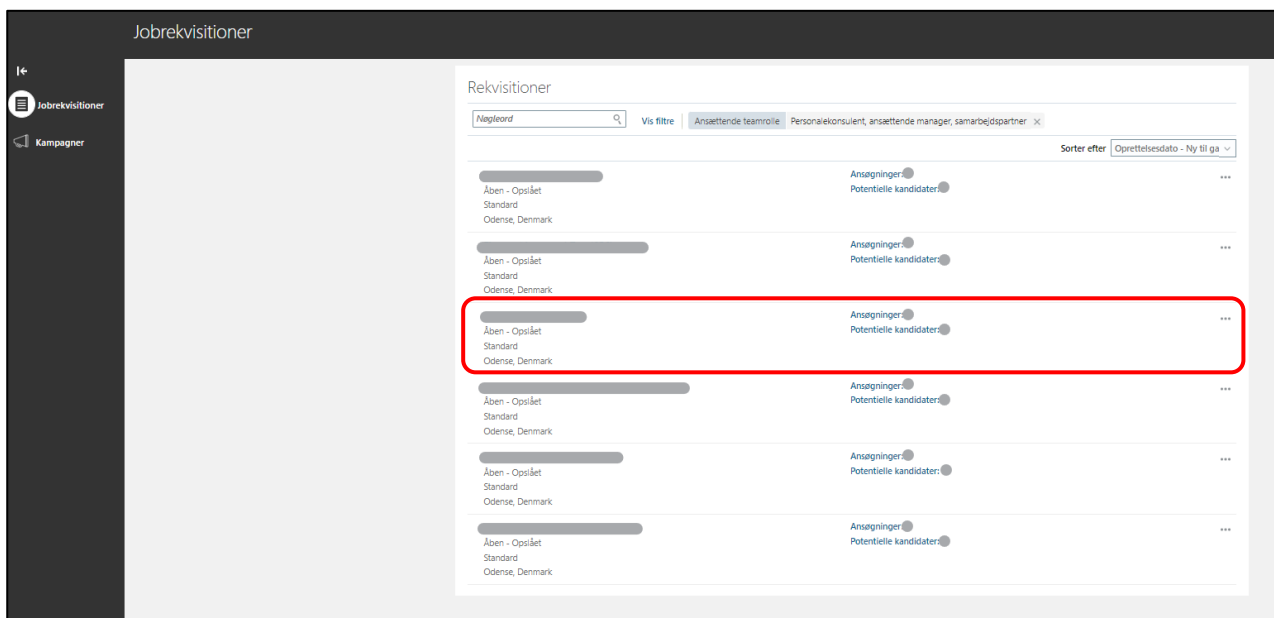 Jobrekvisitioner
Jobrekvisitioner
Kampagner
Rekvisitioner
Nøgleord
Vis filtre
Ansættende teamrolle Personalekonsulent, ansættende manager, samarbejdspartner ×
Sorter efter Oprettelsesdato - Ny til ga
Ansøgninger:
Potentielle kandidater:
Åben - Opslået
Standard
Odense, Denmark
Ansøgninger:
Potentielle kandidater:
Åben - Opslået
Standard
Odense, Denmark
Ansøgninger:
Potentielle kandidater:
Åben - Opslået
Standard
Odense, Denmark
Ansøgninger:
Potentielle kandidater:
Åben - Opslået
Standard
Odense, Denmark
Ansøgninger:
Potentielle kandidater:
Åben - Opslået
Standard
Odense, Denmark
Ansøgninger:
Potentielle kandidater:
Åben - Opslået
Standard
Odense, Denmark